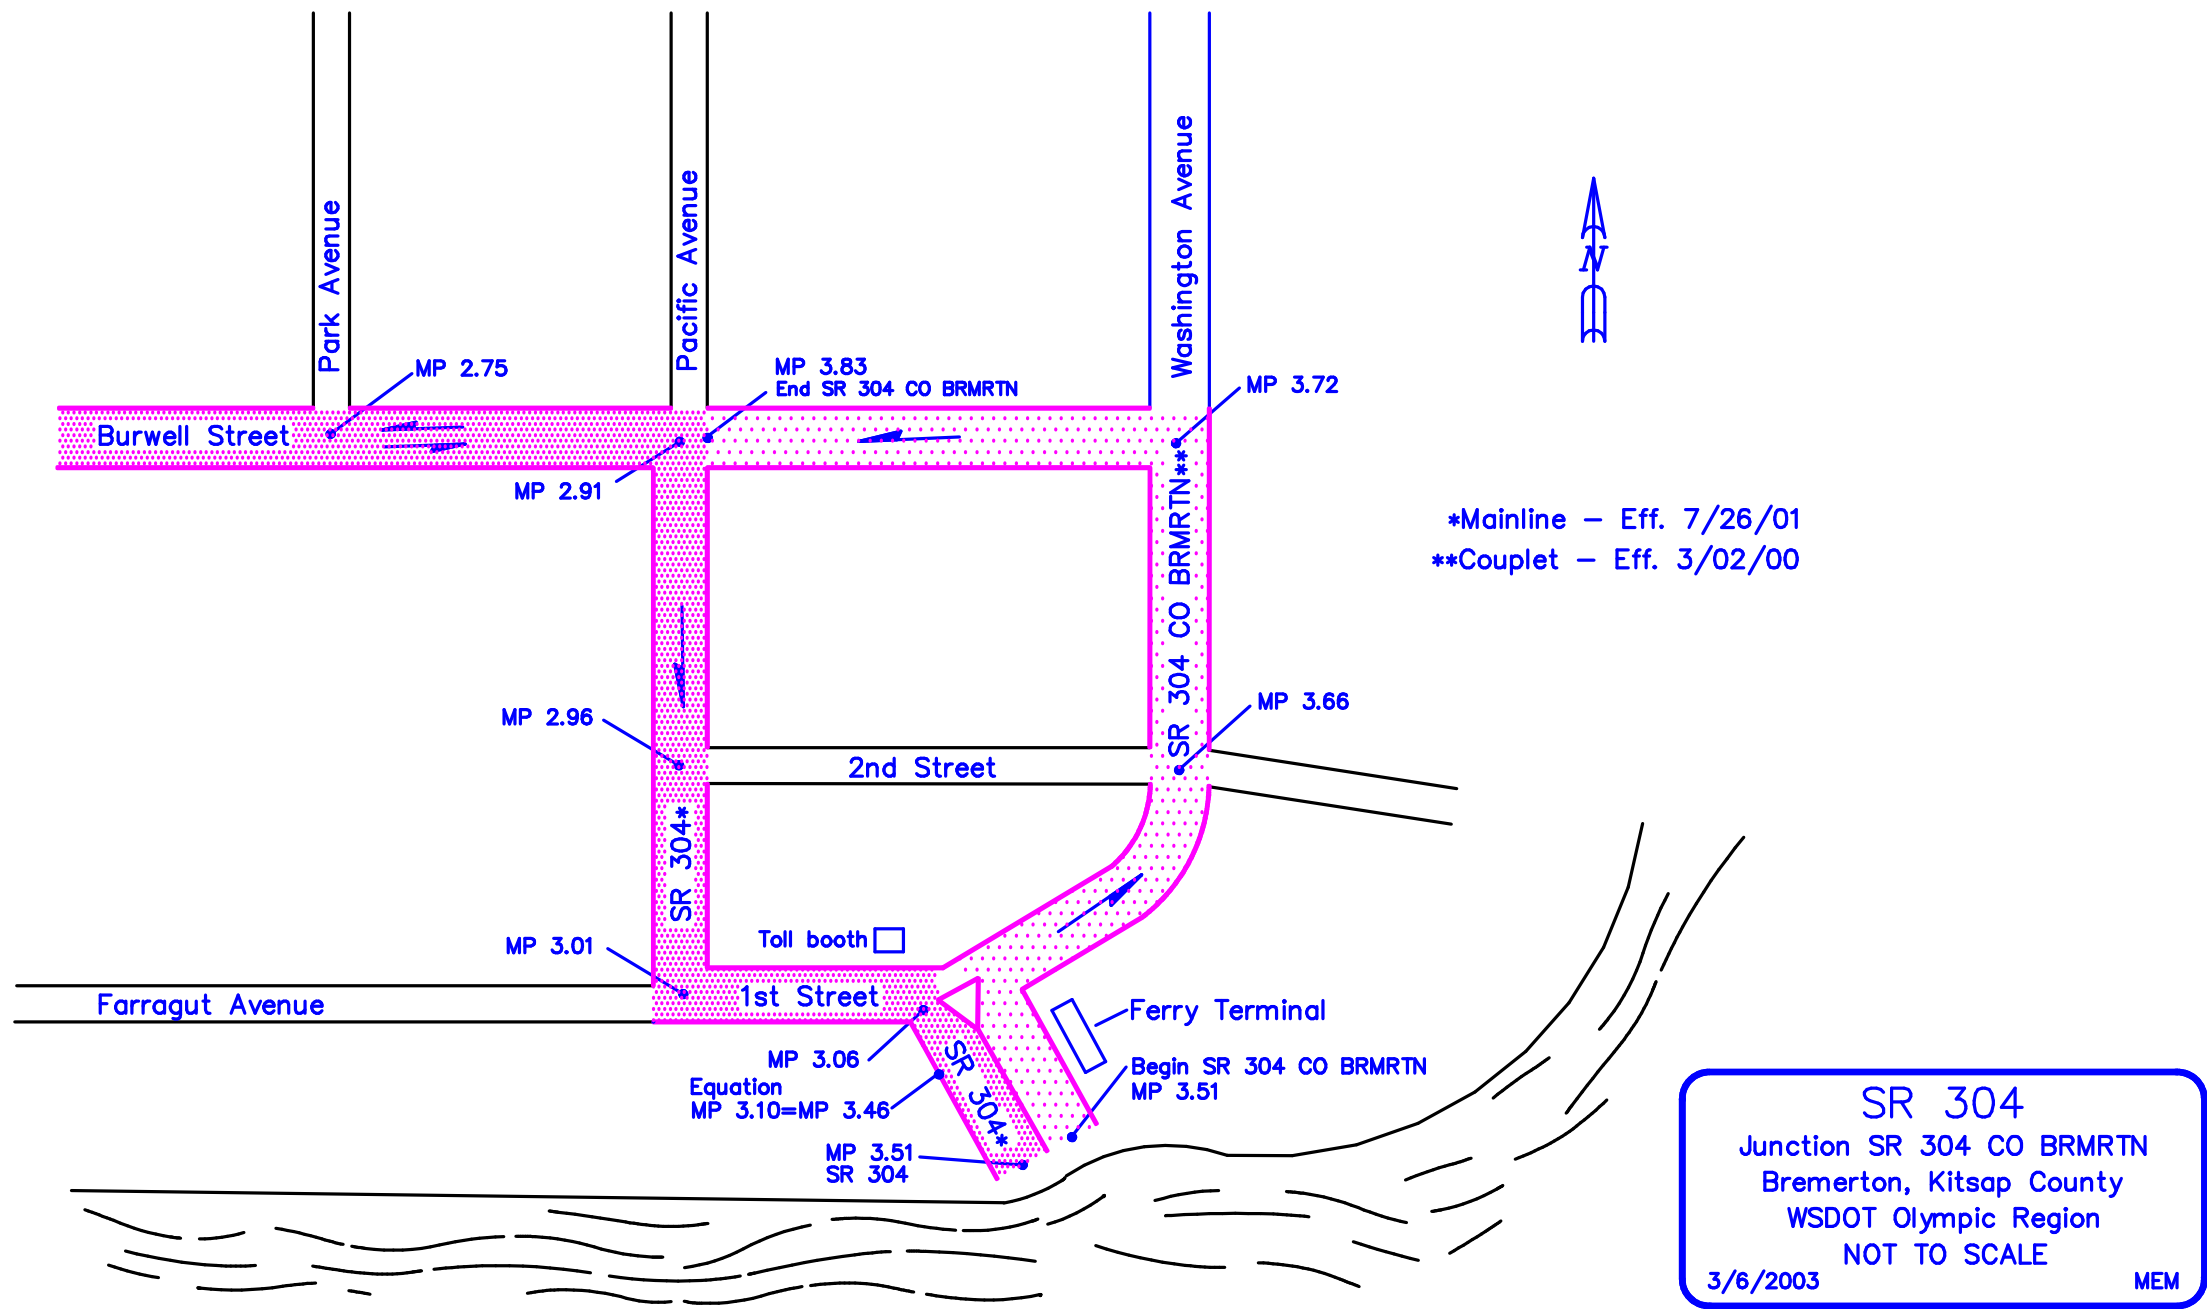 Park Avenue
Pacific Avenue
Washington Avenue
N
MP 2.75
MP 3.83
End SR 304 CO BRMRTN
MP 3.72
Burwell Street
MP 2.91
SR 304 CO BRMRTN**
*Mainline - Eff. 7/26/01
**Couplet - Eff. 3/02/00
MP 2.96
MP 3.66
2nd Street
SR 304*
Toll booth
MP 3.01
1st Street
Farragut Avenue
Ferry Terminal
MP 3.06
Equation
MP 3.10=MP 3.46
SR 304*
Begin SR 304 CO BRMRTN
MP 3.51
MP 3.51
SR 304
SR 304
Junction SR 304 CO BRMRTN
Bremerton, Kitsap County
WSDOT Olympic Region
NOT TO SCALE
3/6/2003 MEM